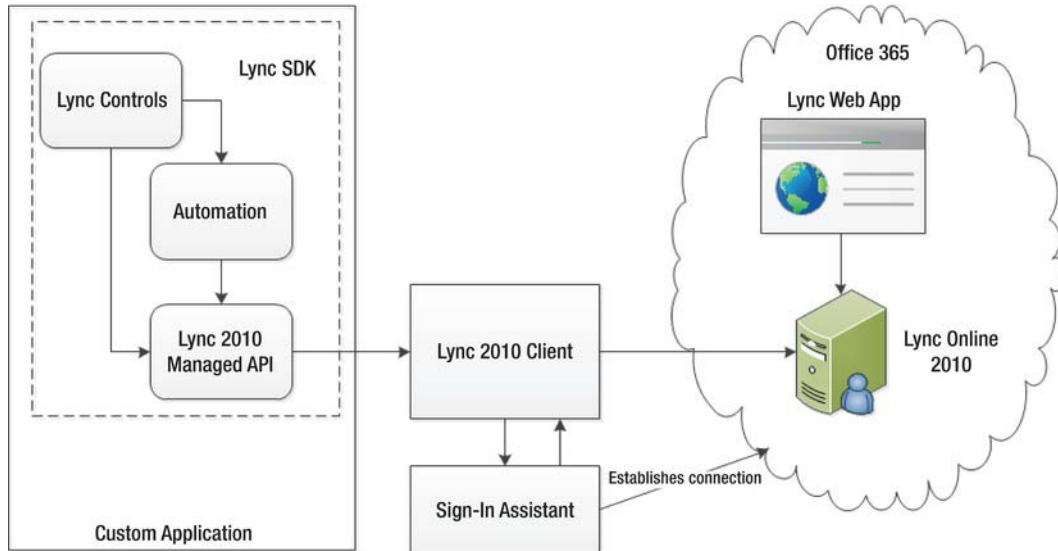 Lync SDK
Lync Controls
Automation
Lync 2010
Managed API
Custom Application
Lync 2010 Client
Sign-In Assistant
Establishes connection
Office 365
Lync Web App
Lync Online
2010